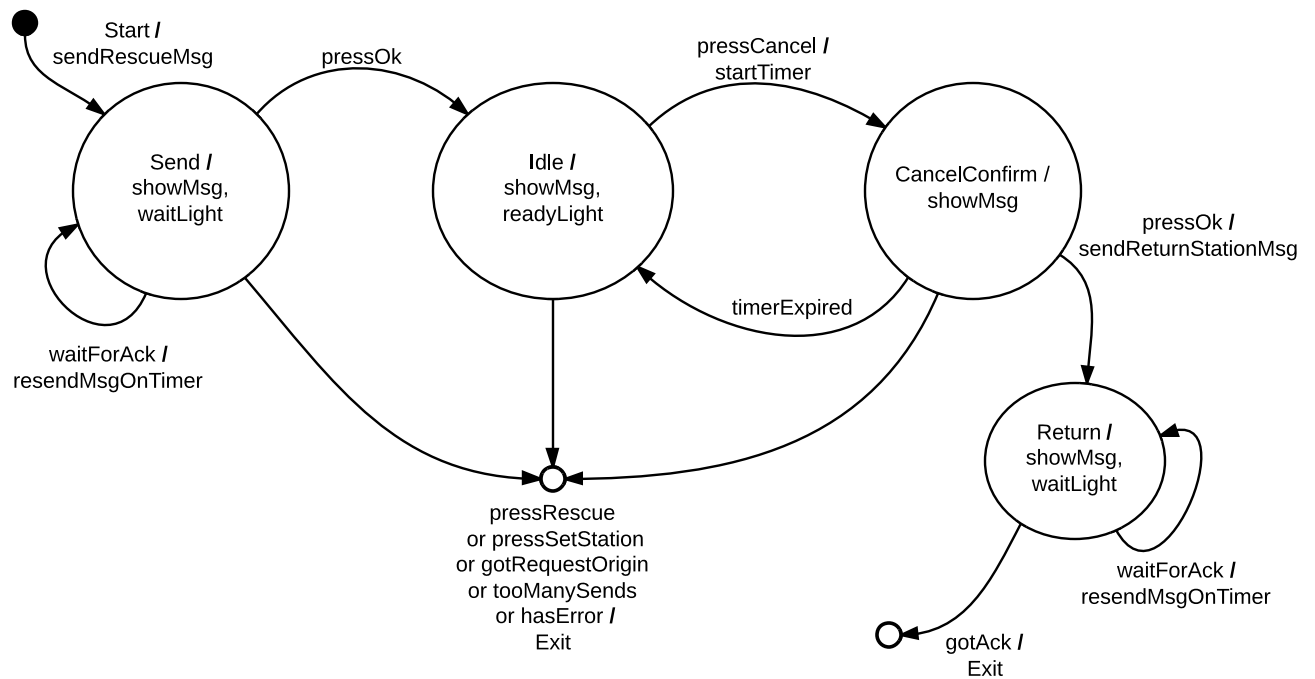 Start /
sendRescueMsg
pressOk
pressCancel /
startTimer
Send /
showMsg,
waitLight
Idle /
showMsg,
readyLight
CancelConfirm /
showMsg
pressOk /
sendReturnStationMsg
timerExpired
waitForAck /
resendMsgOnTimer
Return /
showMsg,
waitLight
pressRescue
or pressSetStation
or gotRequestOrigin
or tooManySends
or hasError /
Exit
waitForAck /
resendMsgOnTimer
gotAck /
Exit